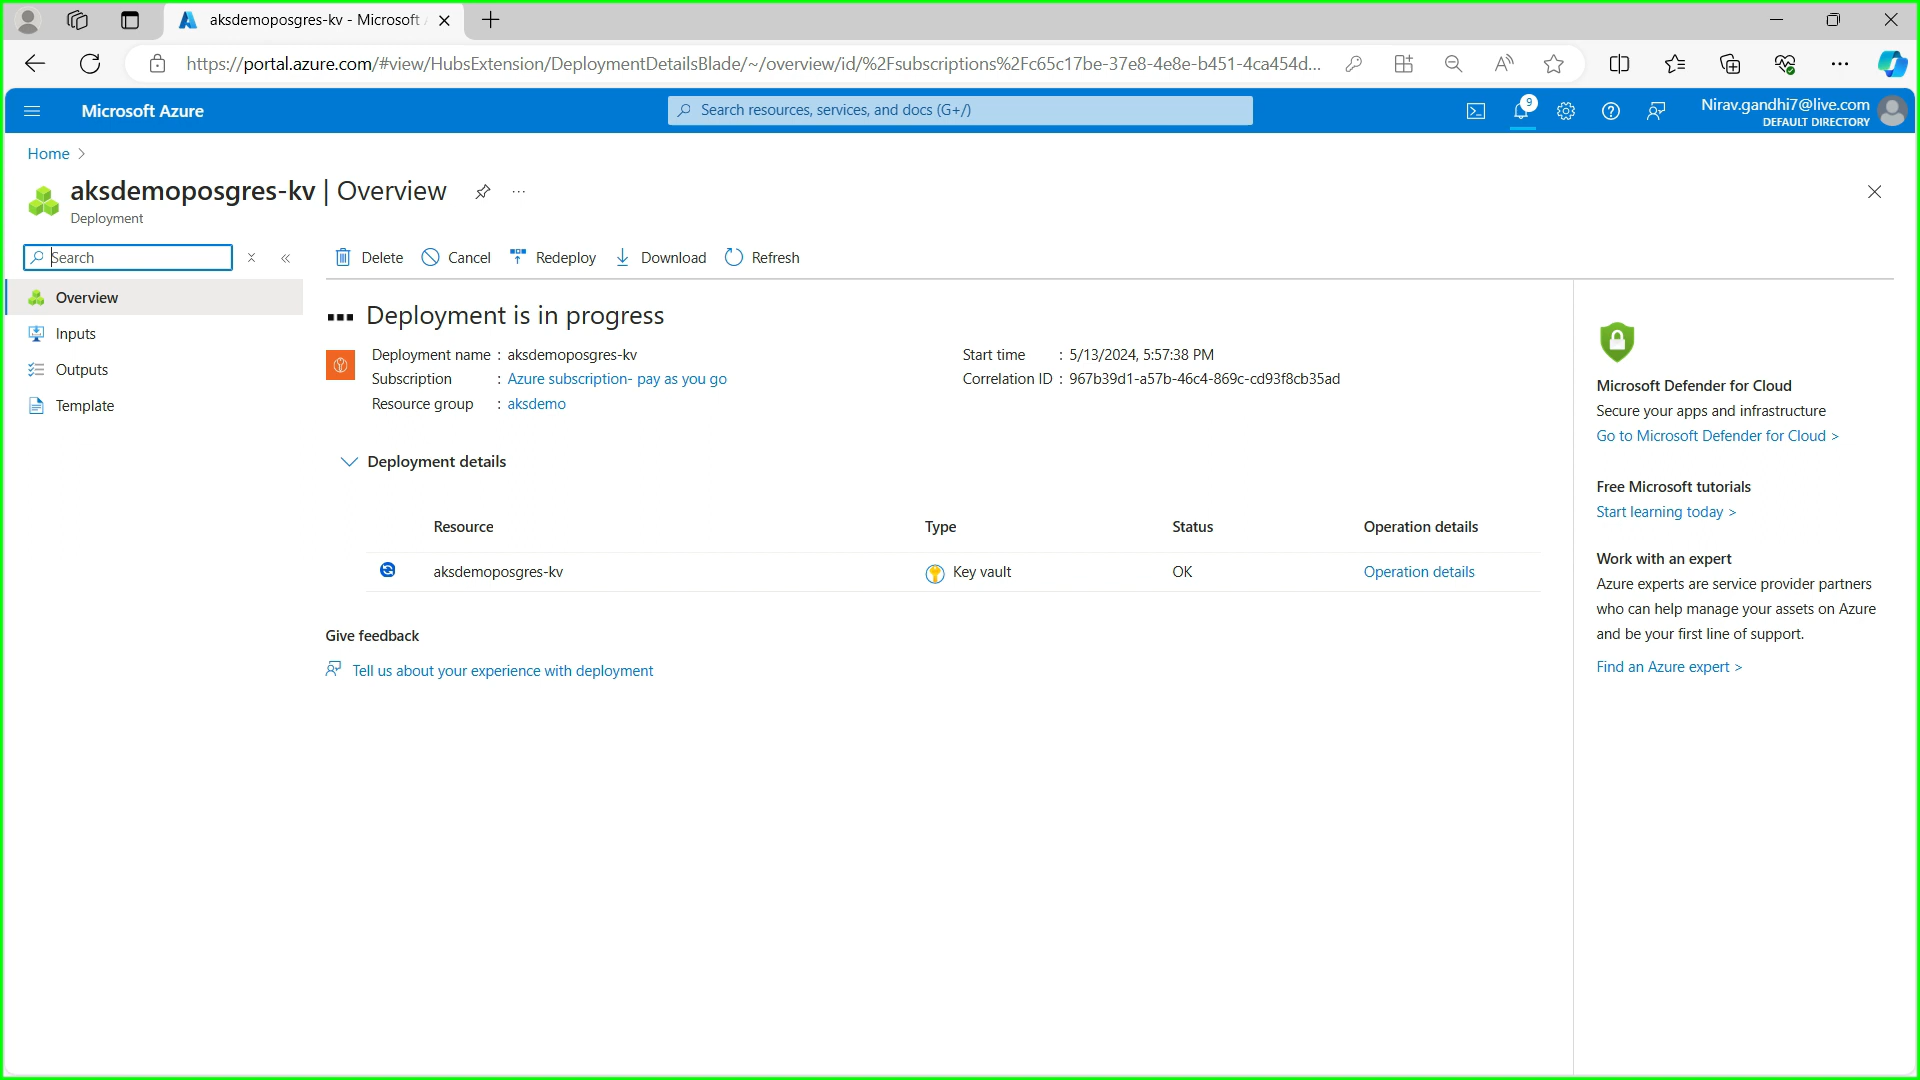 aksdemoposgres-kv - Microsoft
https://portal.azure.com/#view/HubsExtension/DeploymentDetailsBlade/~/overview/id/%2Fsubscriptions%2Fc65c17be-37e8-4e8e-b451-4ca454d...
Microsoft Azure
Search resources, services, and docs (G+/)
9
Nirav.gandhi7@live.com
DEFAULT DIRECTORY
Home
aksdemoposgres-kv | Overview
Deployment
Search
Delete
Cancel
Redeploy
Download
Refresh
Overview
Inputs
Outputs
Template
Deployment is in progress
Deployment name : aksdemoposgres-kv
Subscription : Azure subscription- pay as you go
Resource group : aksdemo
Start time : 5/13/2024, 5:57:38 PM
Correlation ID : 967b39d1-a57b-46c4-869c-cd93f8cb35ad
Deployment details
Resource Type Status Operation details
aksdemoposgres-kv Key vault OK Operation details
Give feedback
Tell us about your experience with deployment
Microsoft Defender for Cloud
Secure your apps and infrastructure
Go to Microsoft Defender for Cloud >
Free Microsoft tutorials
Start learning today >
Work with an expert
Azure experts are service provider partners
who can help manage your assets on Azure
and be your first line of support.
Find an Azure expert >